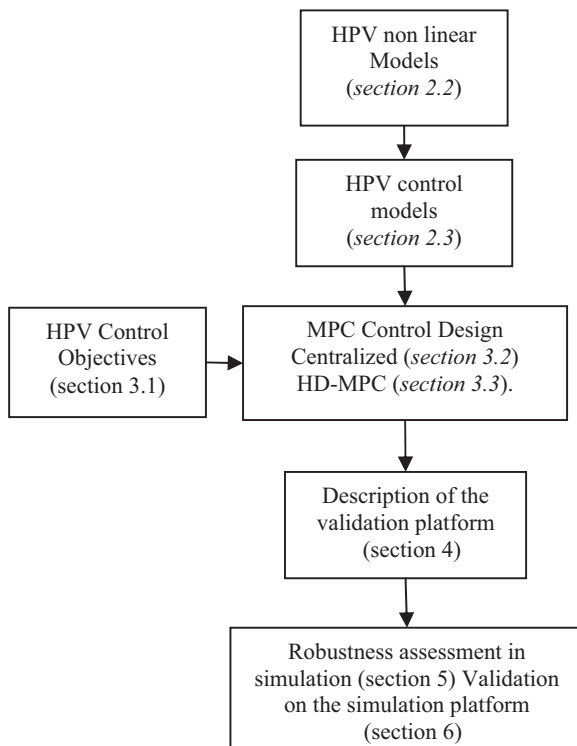 HPV non linear
Models
(section 2.2)
HPV control
models
(section 2.3)
HPV Control
Objectives
(section 3.1)
MPC Control Design
Centralized (section 3.2)
HD-MPC (section 3.3).
Description of the
validation platform
(section 4)
Robustness assessment in
simulation (section 5) Validation
on the simulation platform
(section 6)